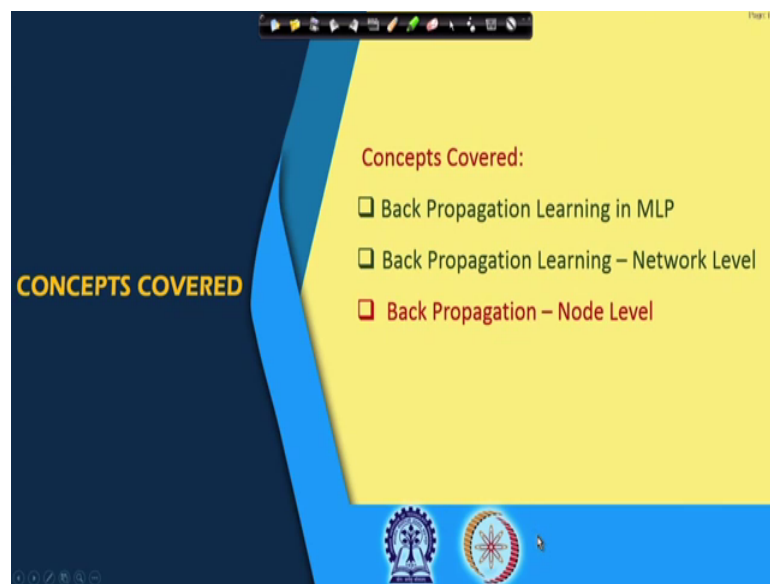 CONCEPTS COVERED
Concepts Covered:
Back Propagation Learning in MLP
Back Propagation Learning – Network Level
Back Propagation – Node Level